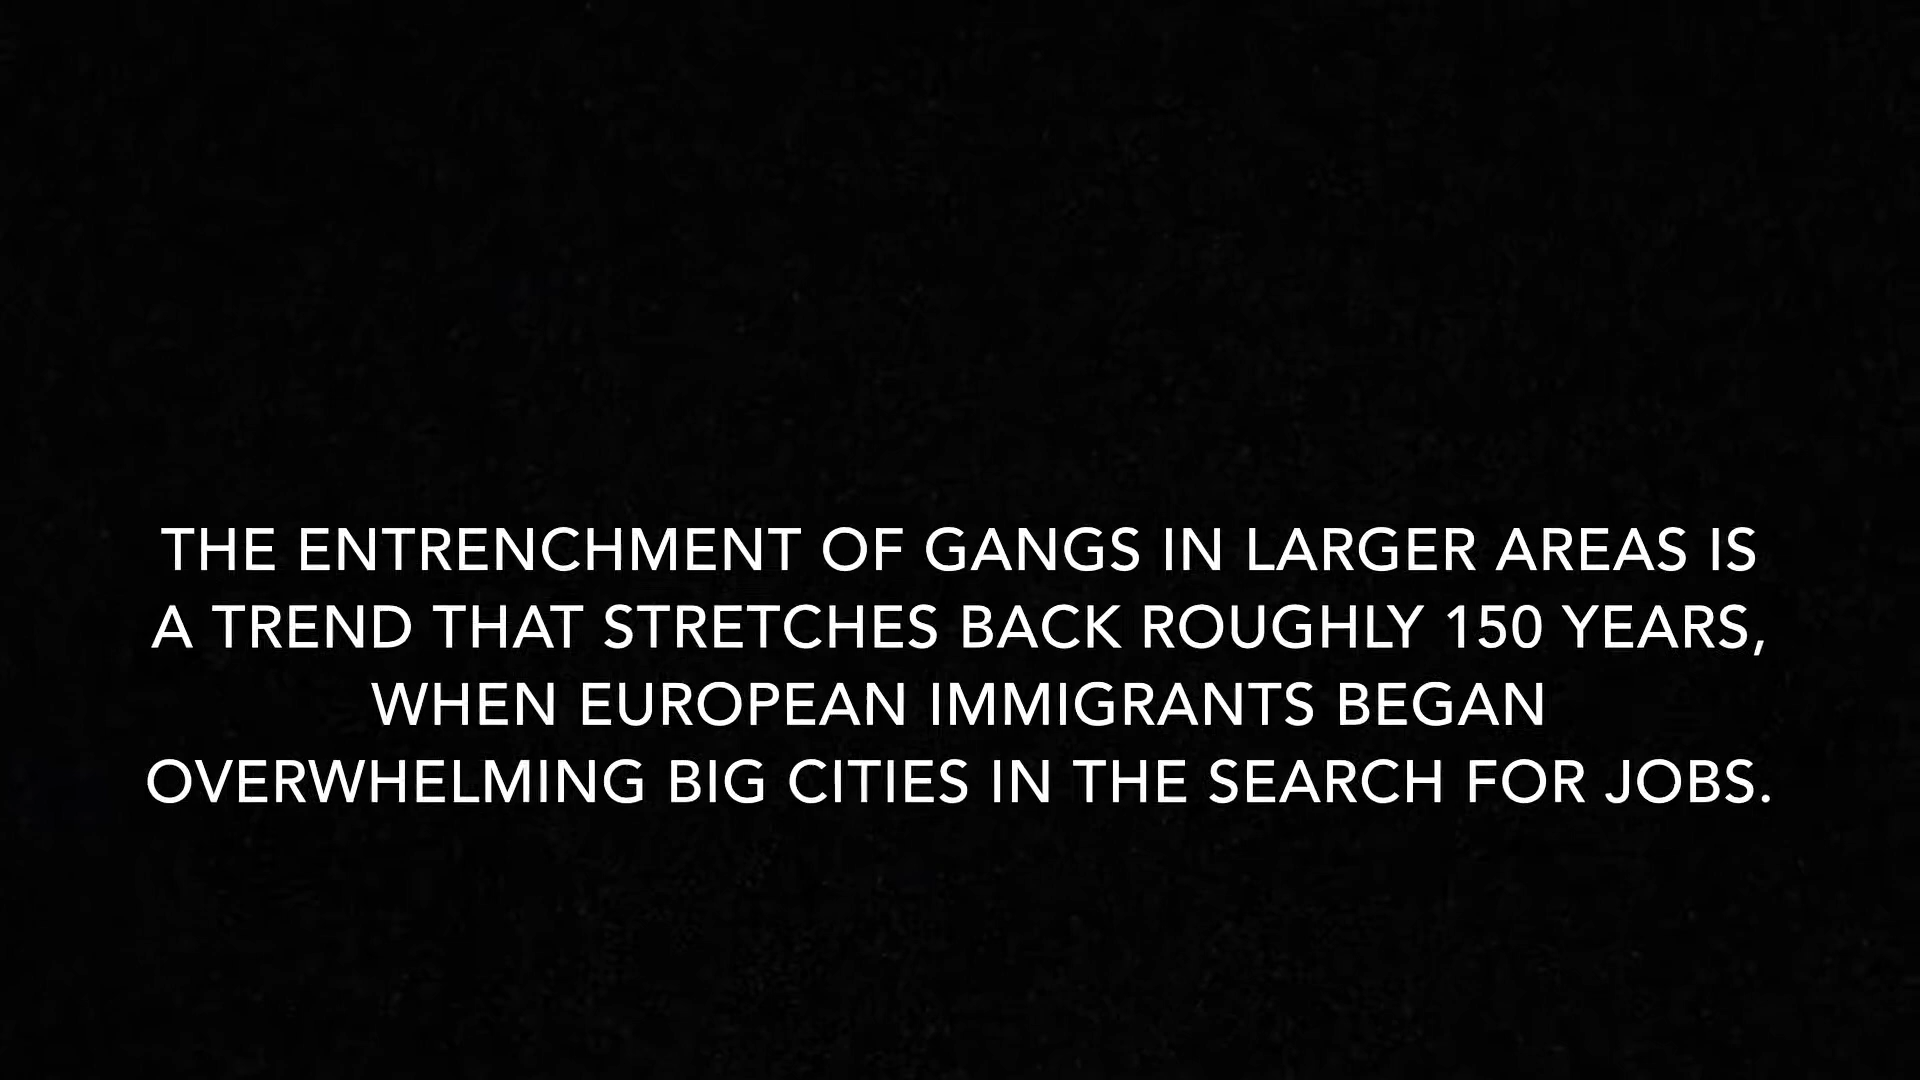 THE ENTRENCHMENT OF GANGS IN LARGER AREAS IS
A TREND THAT STRETCHES BACK ROUGHLY 150 YEARS,
WHEN EUROPEAN IMMIGRANTS BEGAN
OVERWHELMING BIG CITIES IN THE SEARCH FOR JOBS.